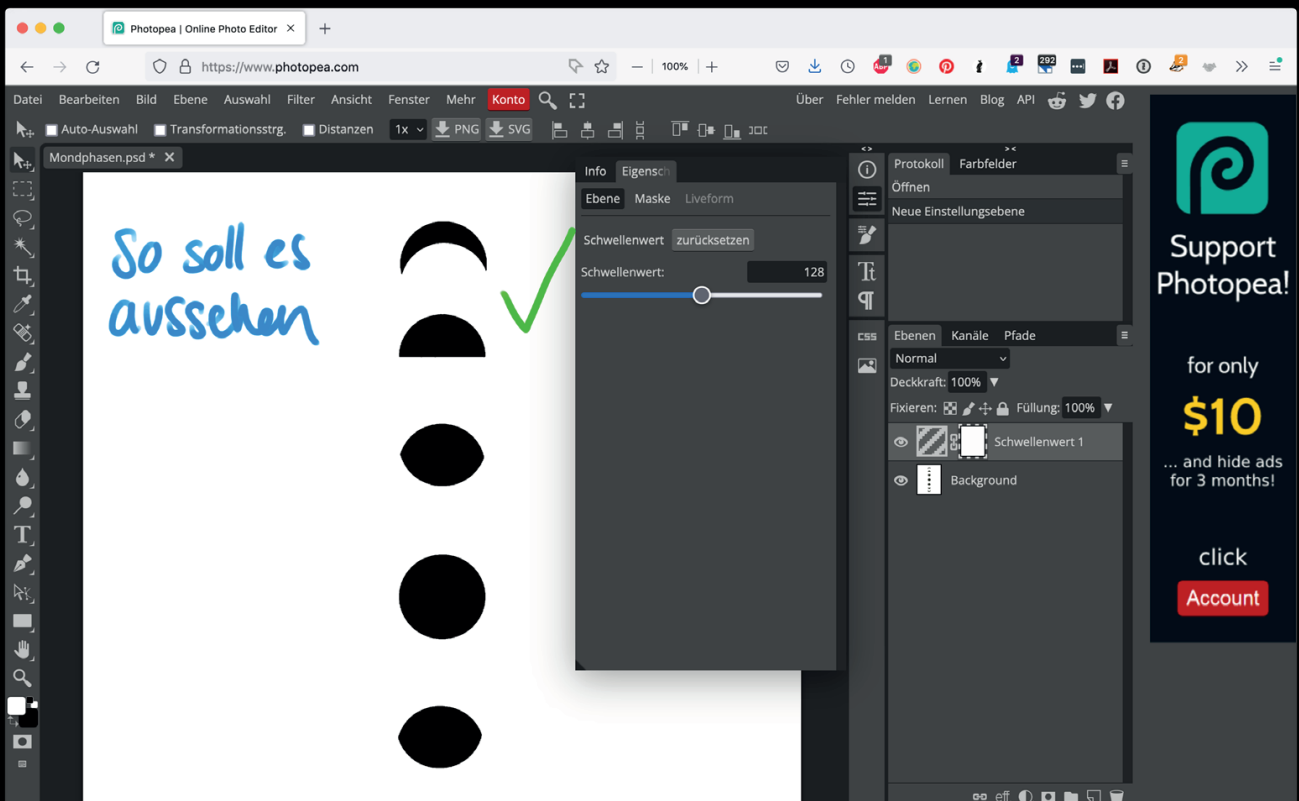 Photopea | Online Photo Editor
https://www.photopea.com
100%
1
2
292
2
Datei Bearbeiten Bild Ebene Auswahl Filter Ansicht Fenster Mehr Konto
Über Fehler melden Lernen Blog API
Auto-Auswahl Transformationsstrg. Distanzen 1x PNG SVG
Mondphasen.psd *
So soll es
aussehen
Info Eigensch
Ebene Maske Liveform
Schwellenwert zurücksetzen
Schwellenwert: 128
CSS
Protokoll Farbfelder
Öffnen
Neue Einstellungsebene
Ebenen Kanäle Pfade
Normal
Deckkraft: 100%
Fixieren: Füllung: 100%
Schwellenwert 1
Background
eff
Support
Photopea!
for only
$10
... and hide ads
for 3 months!
click
Account